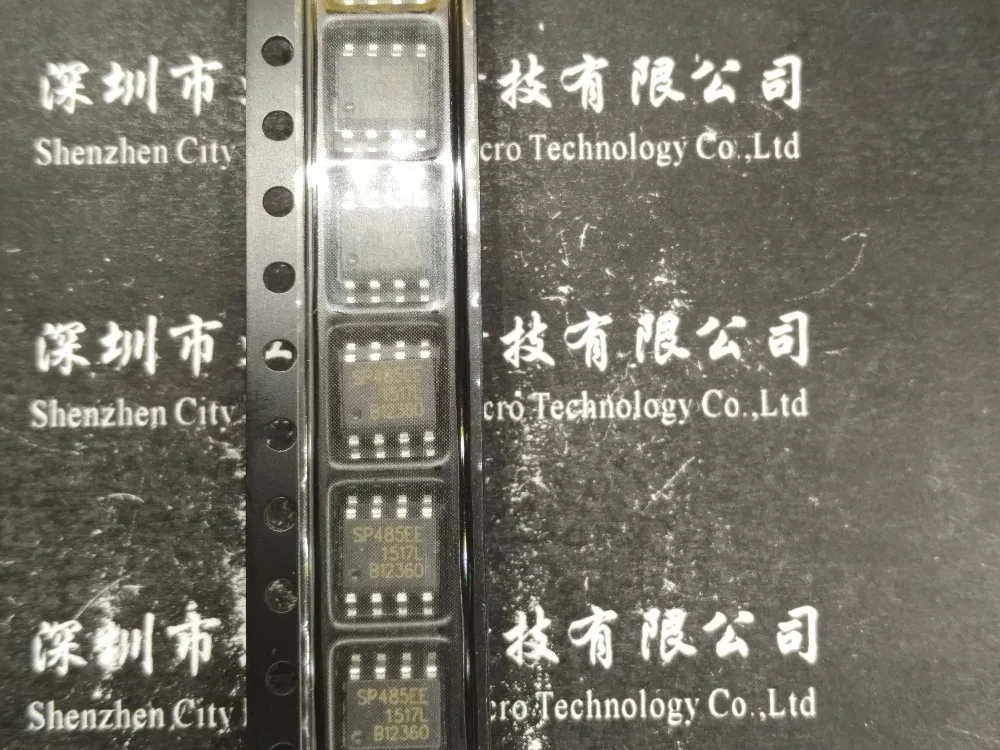 深圳市 技有限公司
Shenzhen City cro Technology Co.,Ltd
深圳市 技有限公司
Shenzhen City cro Technology Co.,Ltd
SP485EE
1517L
B12360
SP485EE
1517L
B12360
深圳市 技有限公司
Shenzhen City cro Technology Co.,Ltd
SP485EE
1517L
B12360